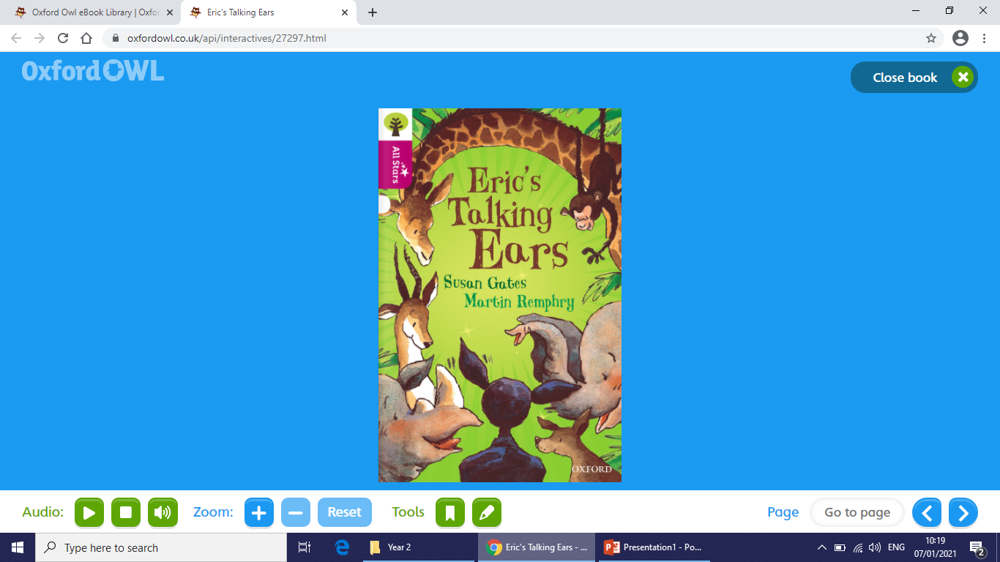 Oxford Owl eBook Library | Oxfo
Eric's Talking Ears
oxfordowl.co.uk/api/interactives/27297.html
Oxford OWL
Close book
All Stars
Eric's
Talking
Ears
Susan Gates
Martin Remphry
OXFORD
Audio:
Zoom:
Reset
Tools
Page
Go to page
Type here to search
Year 2
Eric's Talking Ears - ...
Presentation1 - Po...
ENG
10:19
07/01/2021
2